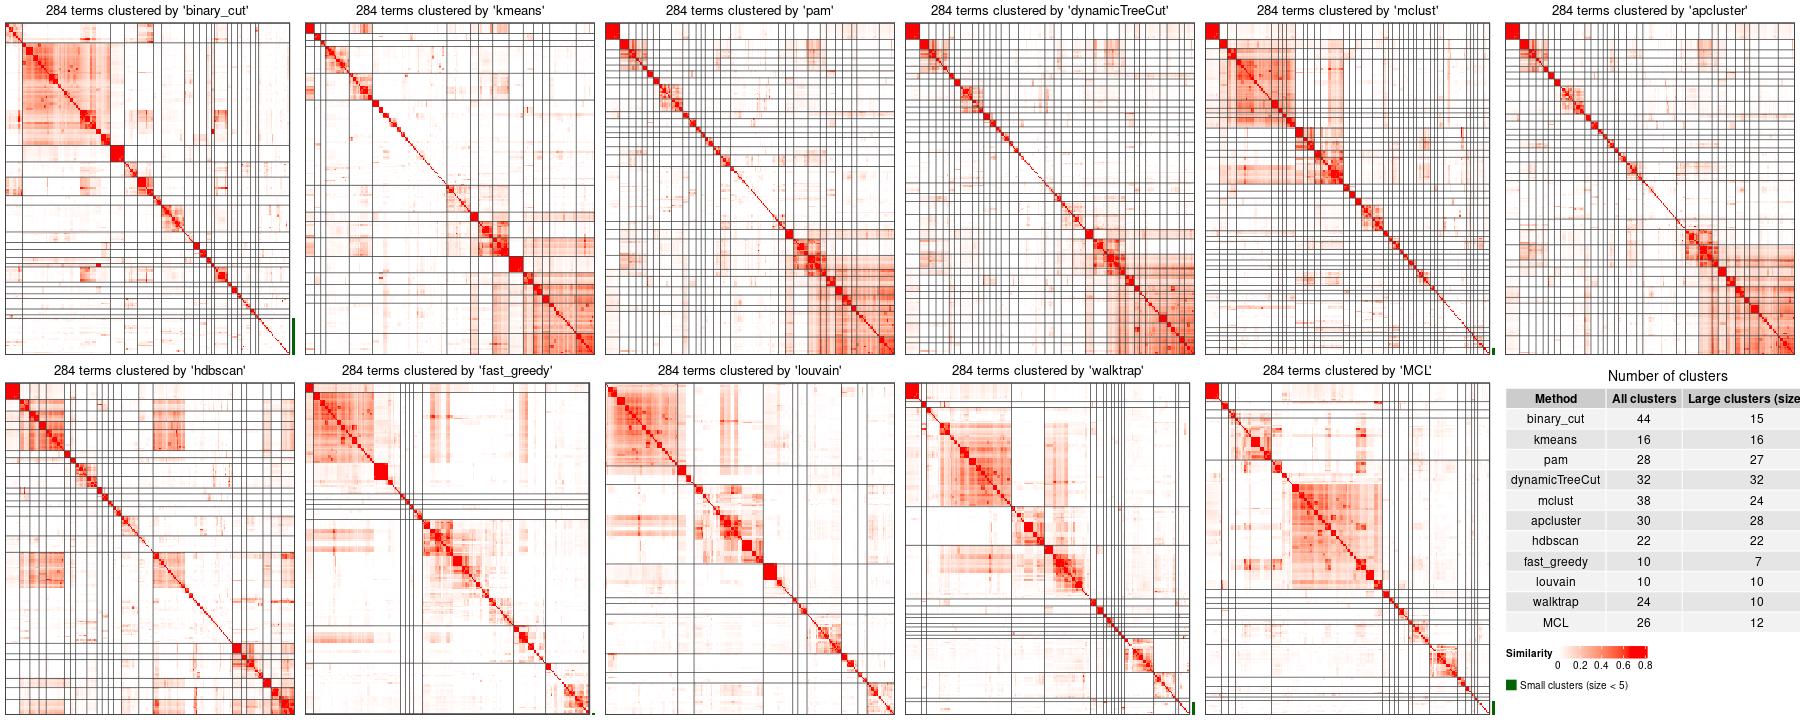 284 terms clustered by 'binary_cut'
284 terms clustered by 'kmeans'
284 terms clustered by 'pam'
284 terms clustered by 'dynamicTreeCut'
284 terms clustered by 'mclust'
284 terms clustered by 'apcluster'
284 terms clustered by 'hdbscan'
284 terms clustered by 'fast_greedy'
284 terms clustered by 'louvain'
284 terms clustered by 'walktrap'
284 terms clustered by 'MCL'
Number of clusters
Method All clusters Large clusters (size
binary_cut 44 15
kmeans 16 16
pam 28 27
dynamicTreeCut 32 32
mclust 38 24
apcluster 30 28
hdbscan 22 22
fast_greedy 10 7
louvain 10 10
walktrap 24 10
MCL 26 12
Similarity
0 0.2 0.4 0.6 0.8
Small clusters (size < 5)